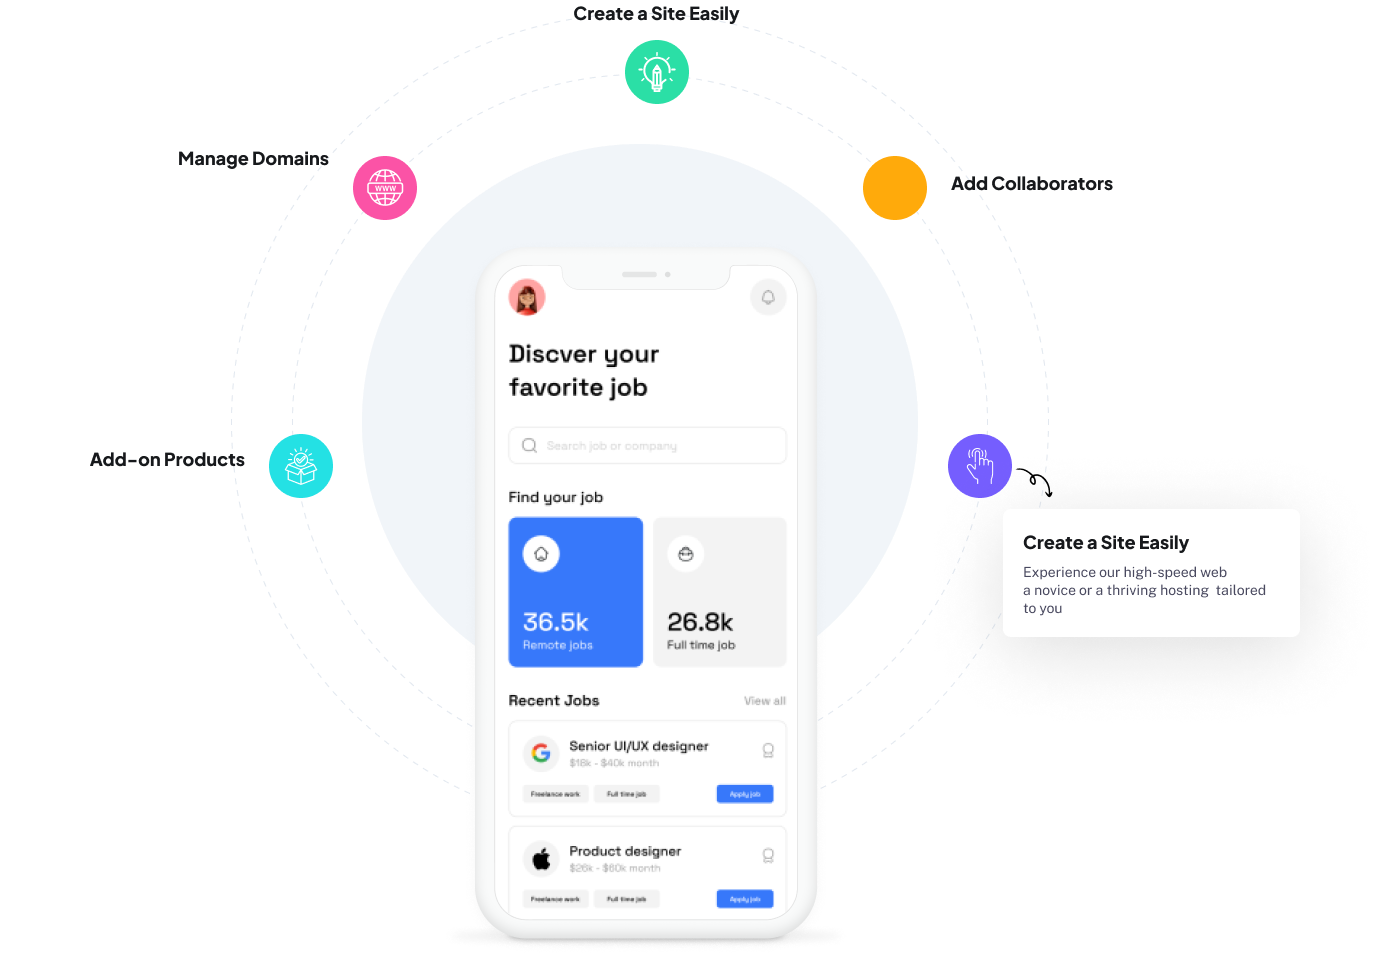 Create a Site Easily
Manage Domains
www
Add Collaborators
Add-on Products
Discver your
favorite job
Search job or company
Find your job
36.5k
Remote jobs
26.8k
Full time job
Recent Jobs
View all
Senior UI/UX designer
$18k - $40k month
Freelance work
Full time job
Apply job
Product designer
$26k - $60k month
Freelance work
Full time job
Apply job
Create a Site Easily
Experience our high-speed web
a novice or a thriving hosting  tailored
to you